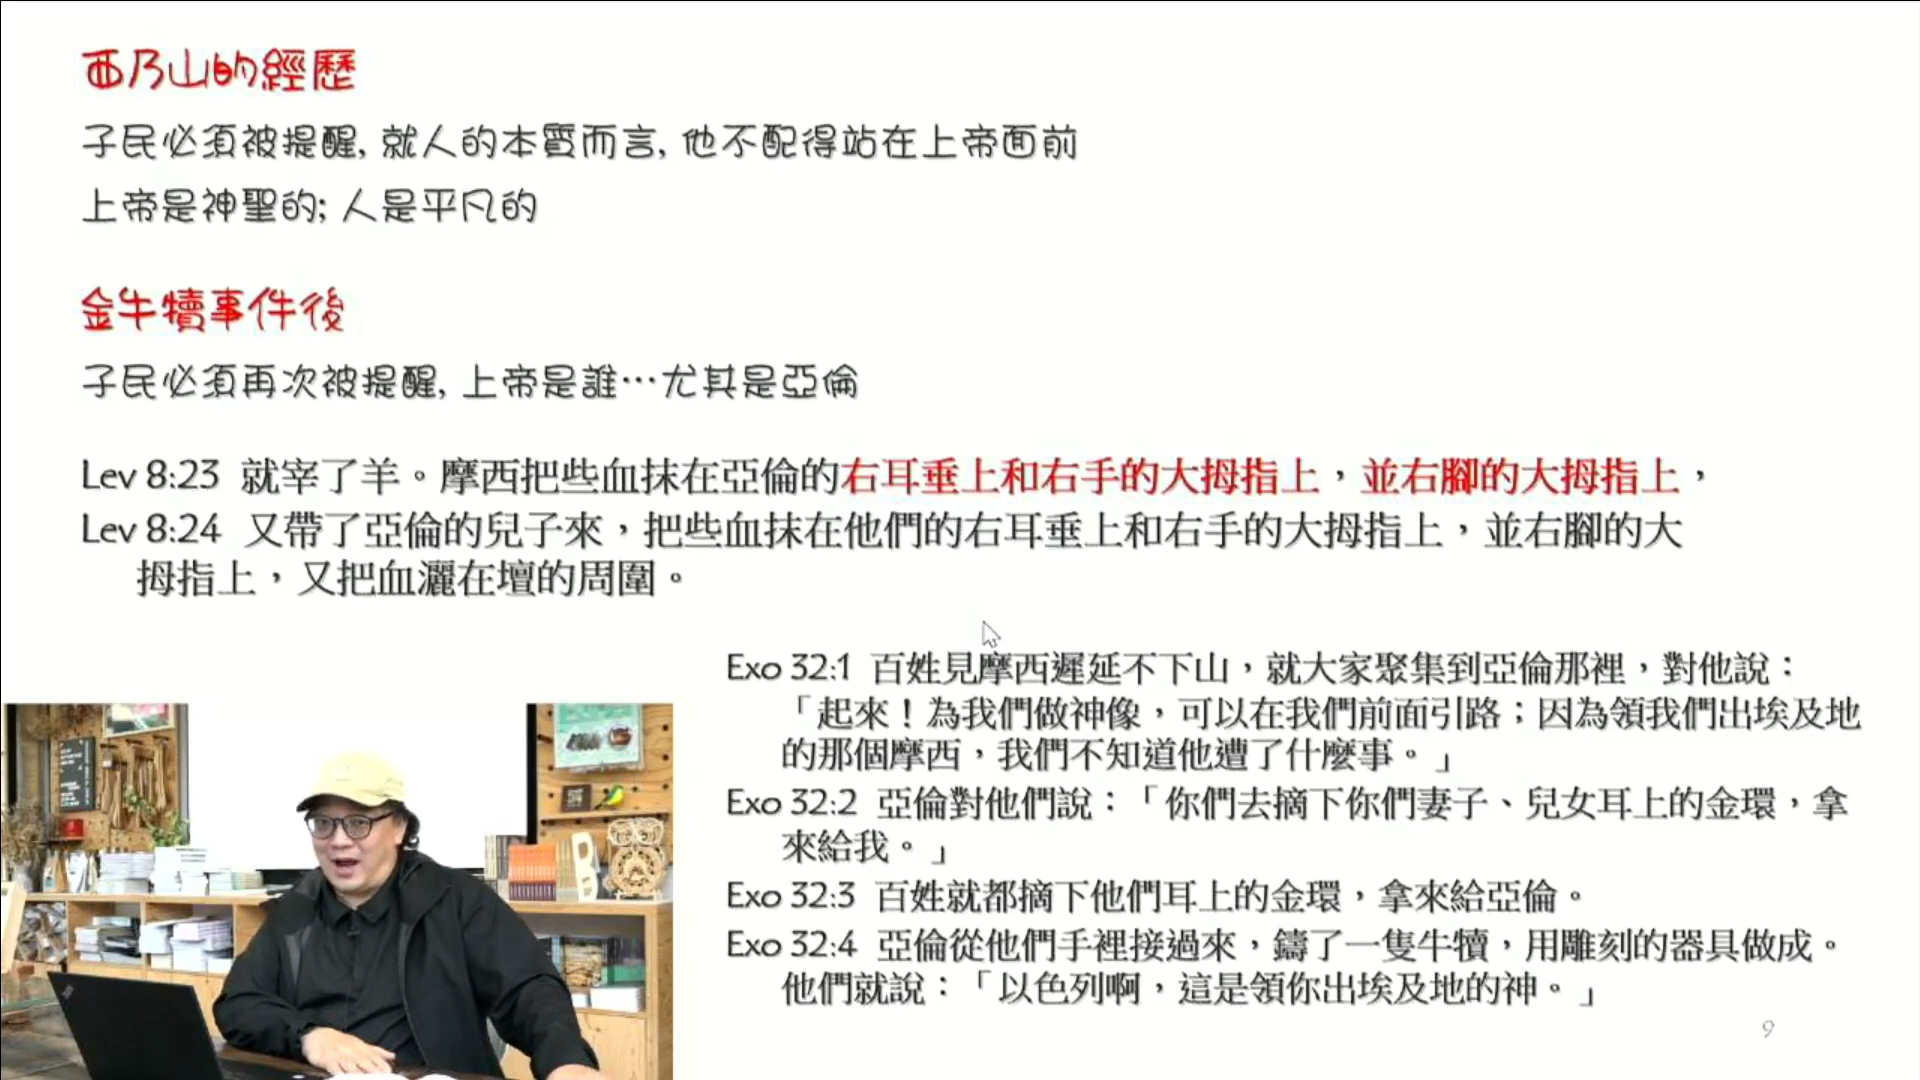 西乃山的經歷
子民必須被提醒, 就人的本質而言, 他不配得站在上帝面前
上帝是神聖的; 人是平凡的
金牛犢事件後
子民必須再次被提醒, 上帝是誰…尤其是亞倫
Lev 8:23 就宰了羊。摩西把些血抹在亞倫的右耳垂上和右手的大拇指上，並右腳的大拇指上，
Lev 8:24 又帶了亞倫的兒子來，把些血抹在他們的右耳垂上和右手的大拇指上，並右腳的大
拇指上，又把血灑在壇的周圍。
Exo 32:1 百姓見摩西遲延不下山，就大家聚集到亞倫那裡，對他說：
「起來！為我們做神像，可以在我們前面引路；因為領我們出埃及地
的那個摩西，我們不知道他遭了什麼事。」
Exo 32:2 亞倫對他們說：「你們去摘下你們妻子、兒女耳上的金環，拿
來給我。」
Exo 32:3 百姓就都摘下他們耳上的金環，拿來給亞倫。
Exo 32:4 亞倫從他們手裡接過來，鑄了一隻牛犢，用雕刻的器具做成。
他們就說：「以色列啊，這是領你出埃及地的神。」
9